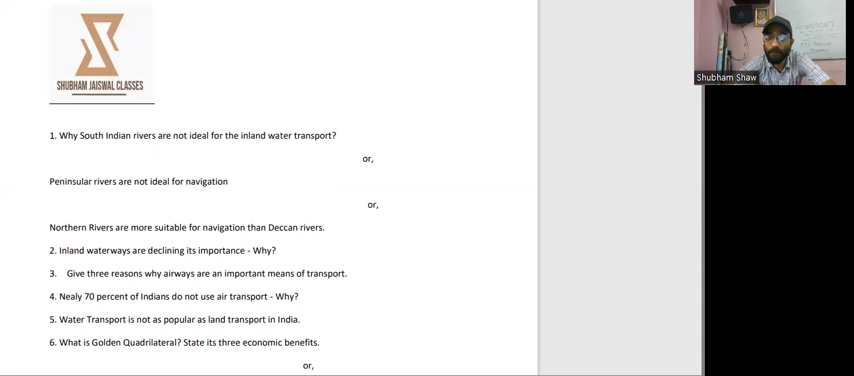 SHUBHAM JAISWAL CLASSES
Shubham Shaw
1. Why South Indian rivers are not ideal for the inland water transport?
or,
Peninsular rivers are not ideal for navigation
or,
Northern Rivers are more suitable for navigation than Deccan rivers.
2. Inland waterways are declining its importance - Why?
3. Give three reasons why airways are an important means of transport.
4. Nealy 70 percent of Indians do not use air transport - Why?
5. Water Transport is not as popular as land transport in India.
6. What is Golden Quadrilateral? State its three economic benefits.
or,